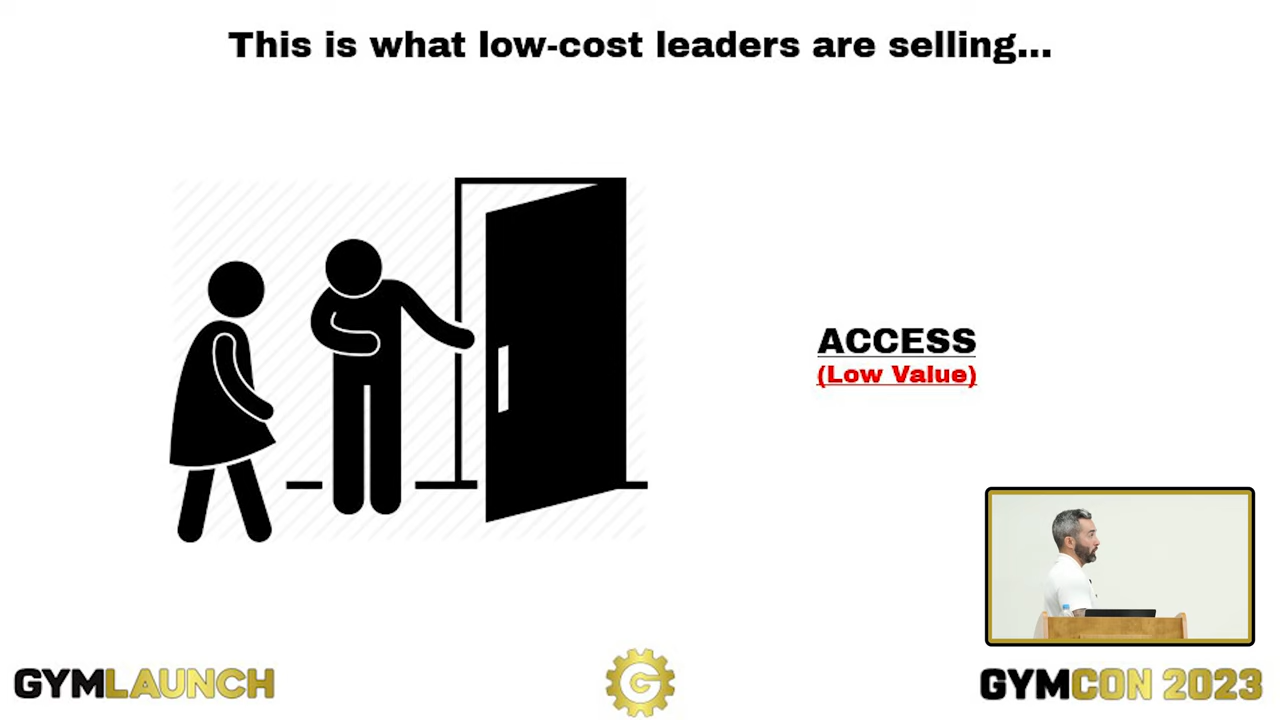 This is what low-cost leaders are selling...
ACCESS
(Low Value)
GYMLAUNCH
G
GYMCON 2023